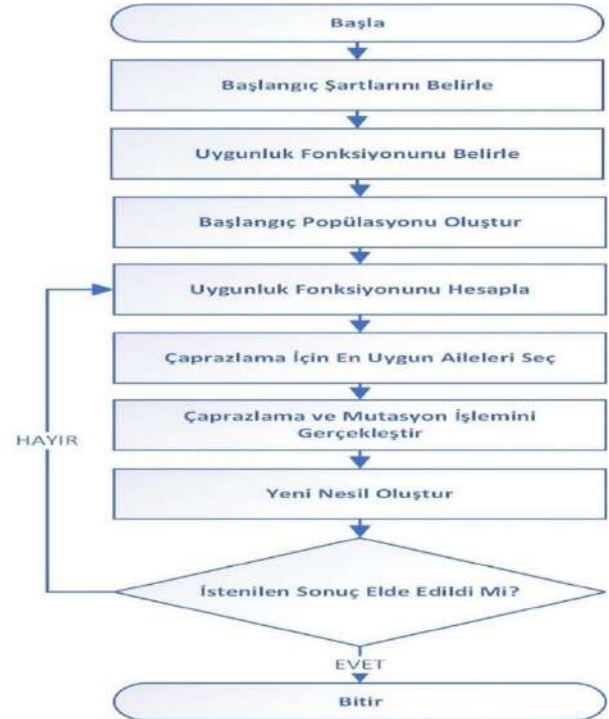 Başla
Başlangıç Şartlarını Belirle
Uygunluk Fonksiyonunu Belirle
Başlangıç Popülasyonu Oluştur
Uygunluk Fonksiyonunu Hesapla
Çaprazlama İçin En Uygun Aileleri Seç
Çaprazlama ve Mutasyon İşlemini
Gerçekleştir
HAYIR
Yeni Nesil Oluştur
İstenilen Sonuç Elde Edildi Mi?
EVET
Bitir